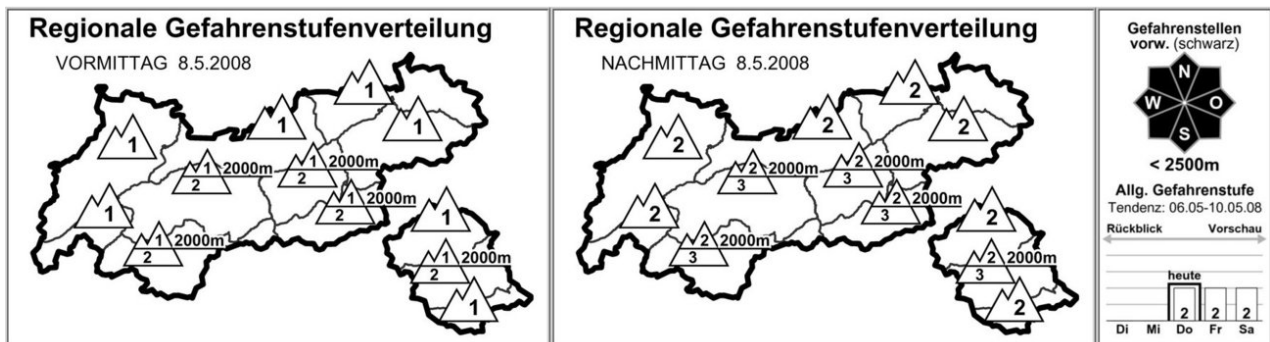 Regionale Gefahrenstufenverteilung
VORMITTAG 8.5.2008
1
1
1
1
1 2000m
2
1 2000m
2
1
1 2000m
2
1
1 2000m
2
1 2000m
2
1
Regionale Gefahrenstufenverteilung
NACHMITTAG 8.5.2008
2
2
2
2
2 2000m
3
2 2000m
3
2
2 2000m
3
2
2 2000m
3
2 2000m
3
2
Gefahrenstellen
vorw. (schwarz)
N
W O
S
< 2500m
Allg. Gefahrenstufe
Tendenz: 06.05-10.05.08
Rückblick Vorschau
heute
2 2 2
Di Mi Do Fr Sa